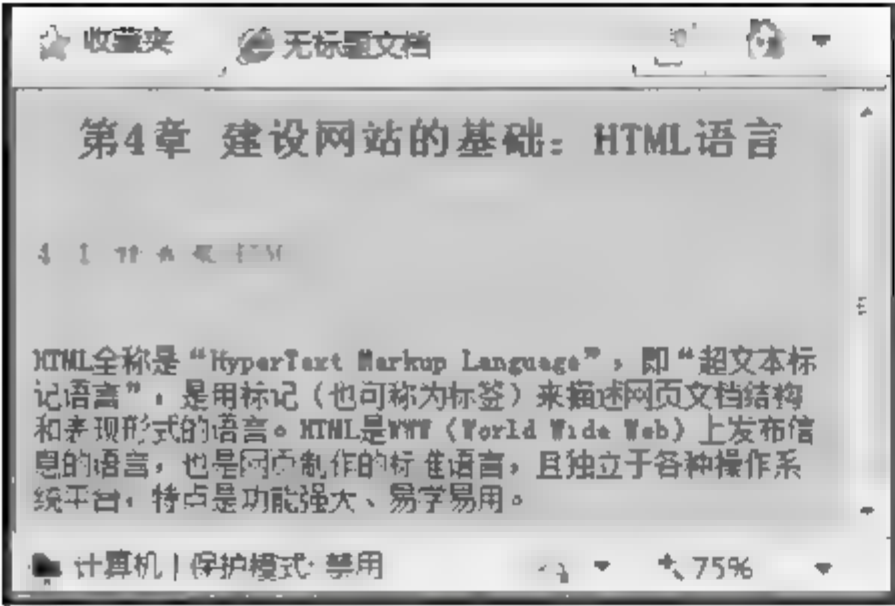 收藏夹 无标题文档
第4章 建设网站的基础：HTML语言
4 1
HTML全称是“HyperText Markup Language”，即“超文本标
记语言”，是用标记（也可称为标签）来描述网页文档结构
和表现形式的语言。HTML是WWW（World Wide Web）上发布信
息的语言，也是网页制作的标准语言，且独立于各种操作系
统平台，特点是功能强大、易学易用。
计算机 | 保护模式: 禁用 75%